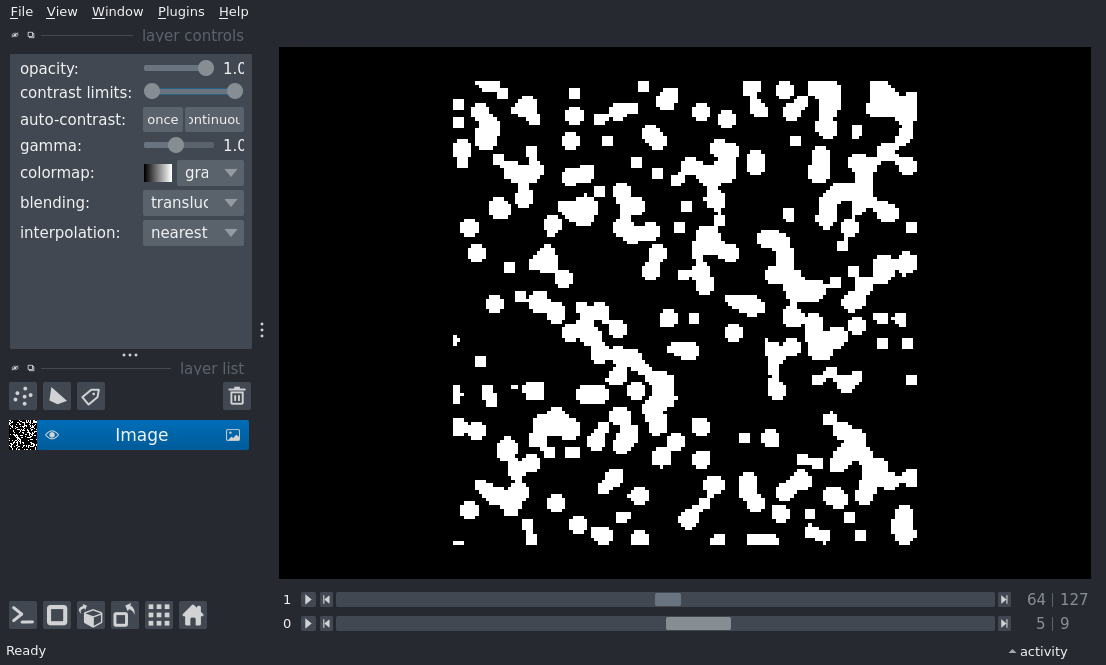 File View Window Plugins Help
layer controls
opacity: 1.0
contrast limits:
auto-contrast: once ontinuou
gamma: 1.0
colormap: gra
blending: transluc
interpolation: nearest
layer list
Image
1 64 | 127
0 5 | 9
Ready activity